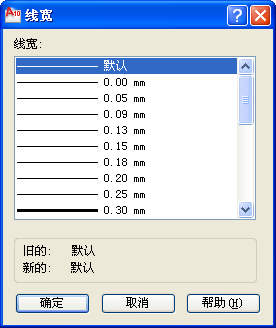 线宽
线宽:
默认
0.00 mm
0.05 mm
0.09 mm
0.13 mm
0.15 mm
0.18 mm
0.20 mm
0.25 mm
0.30 mm
旧的: 默认
新的: 默认
确定 取消 帮助(H)